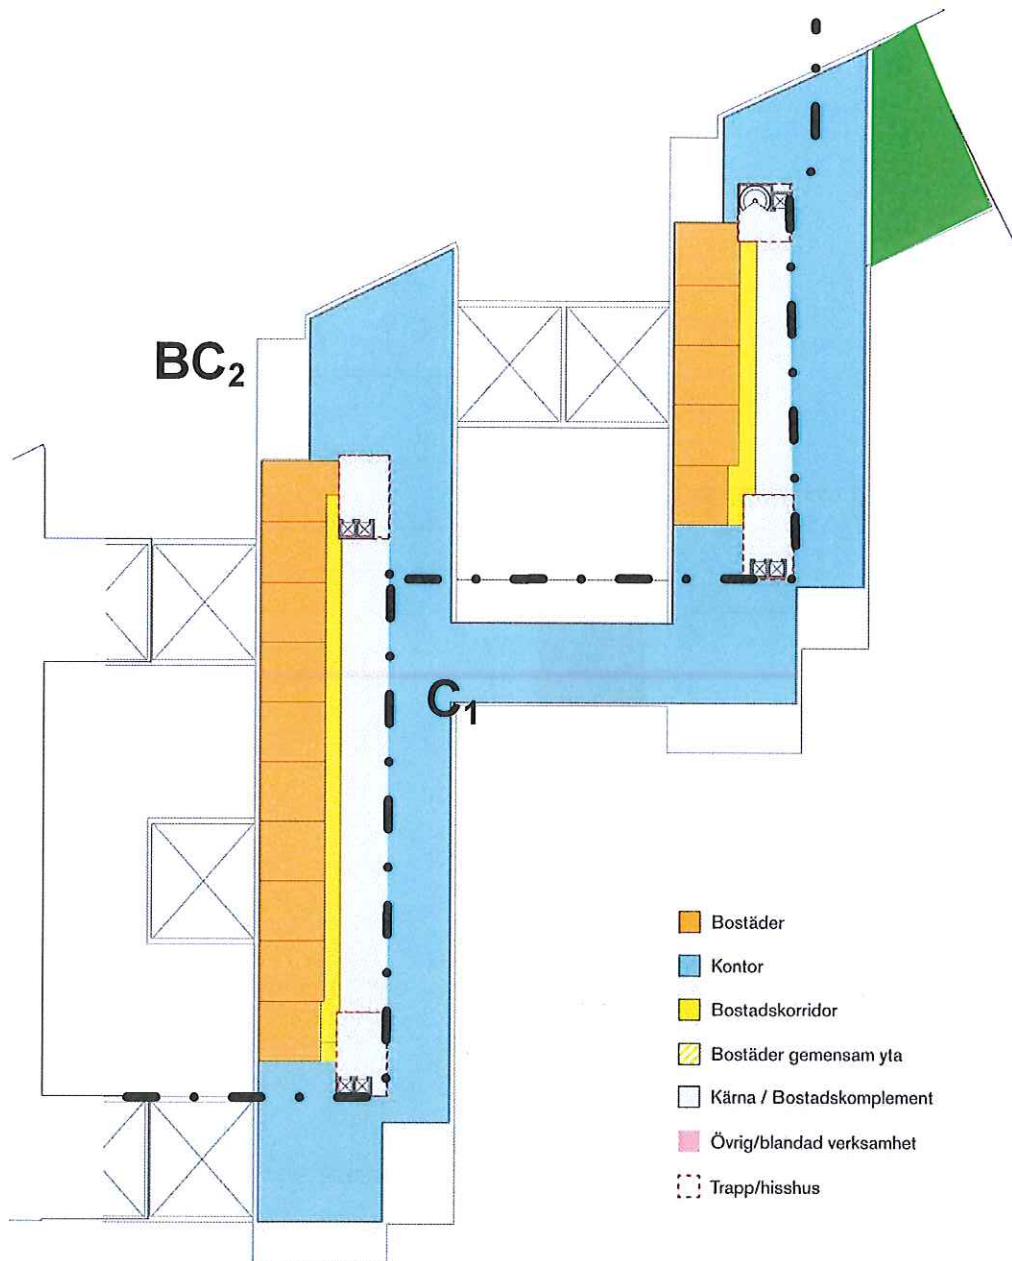 BC₂
C₁
Bostäder
Kontor
Bostadskorridor
Bostäder gemensam yta
Kärna / Bostadskomplement
Övrig/blandad verksamhet
Trapp/hisshus